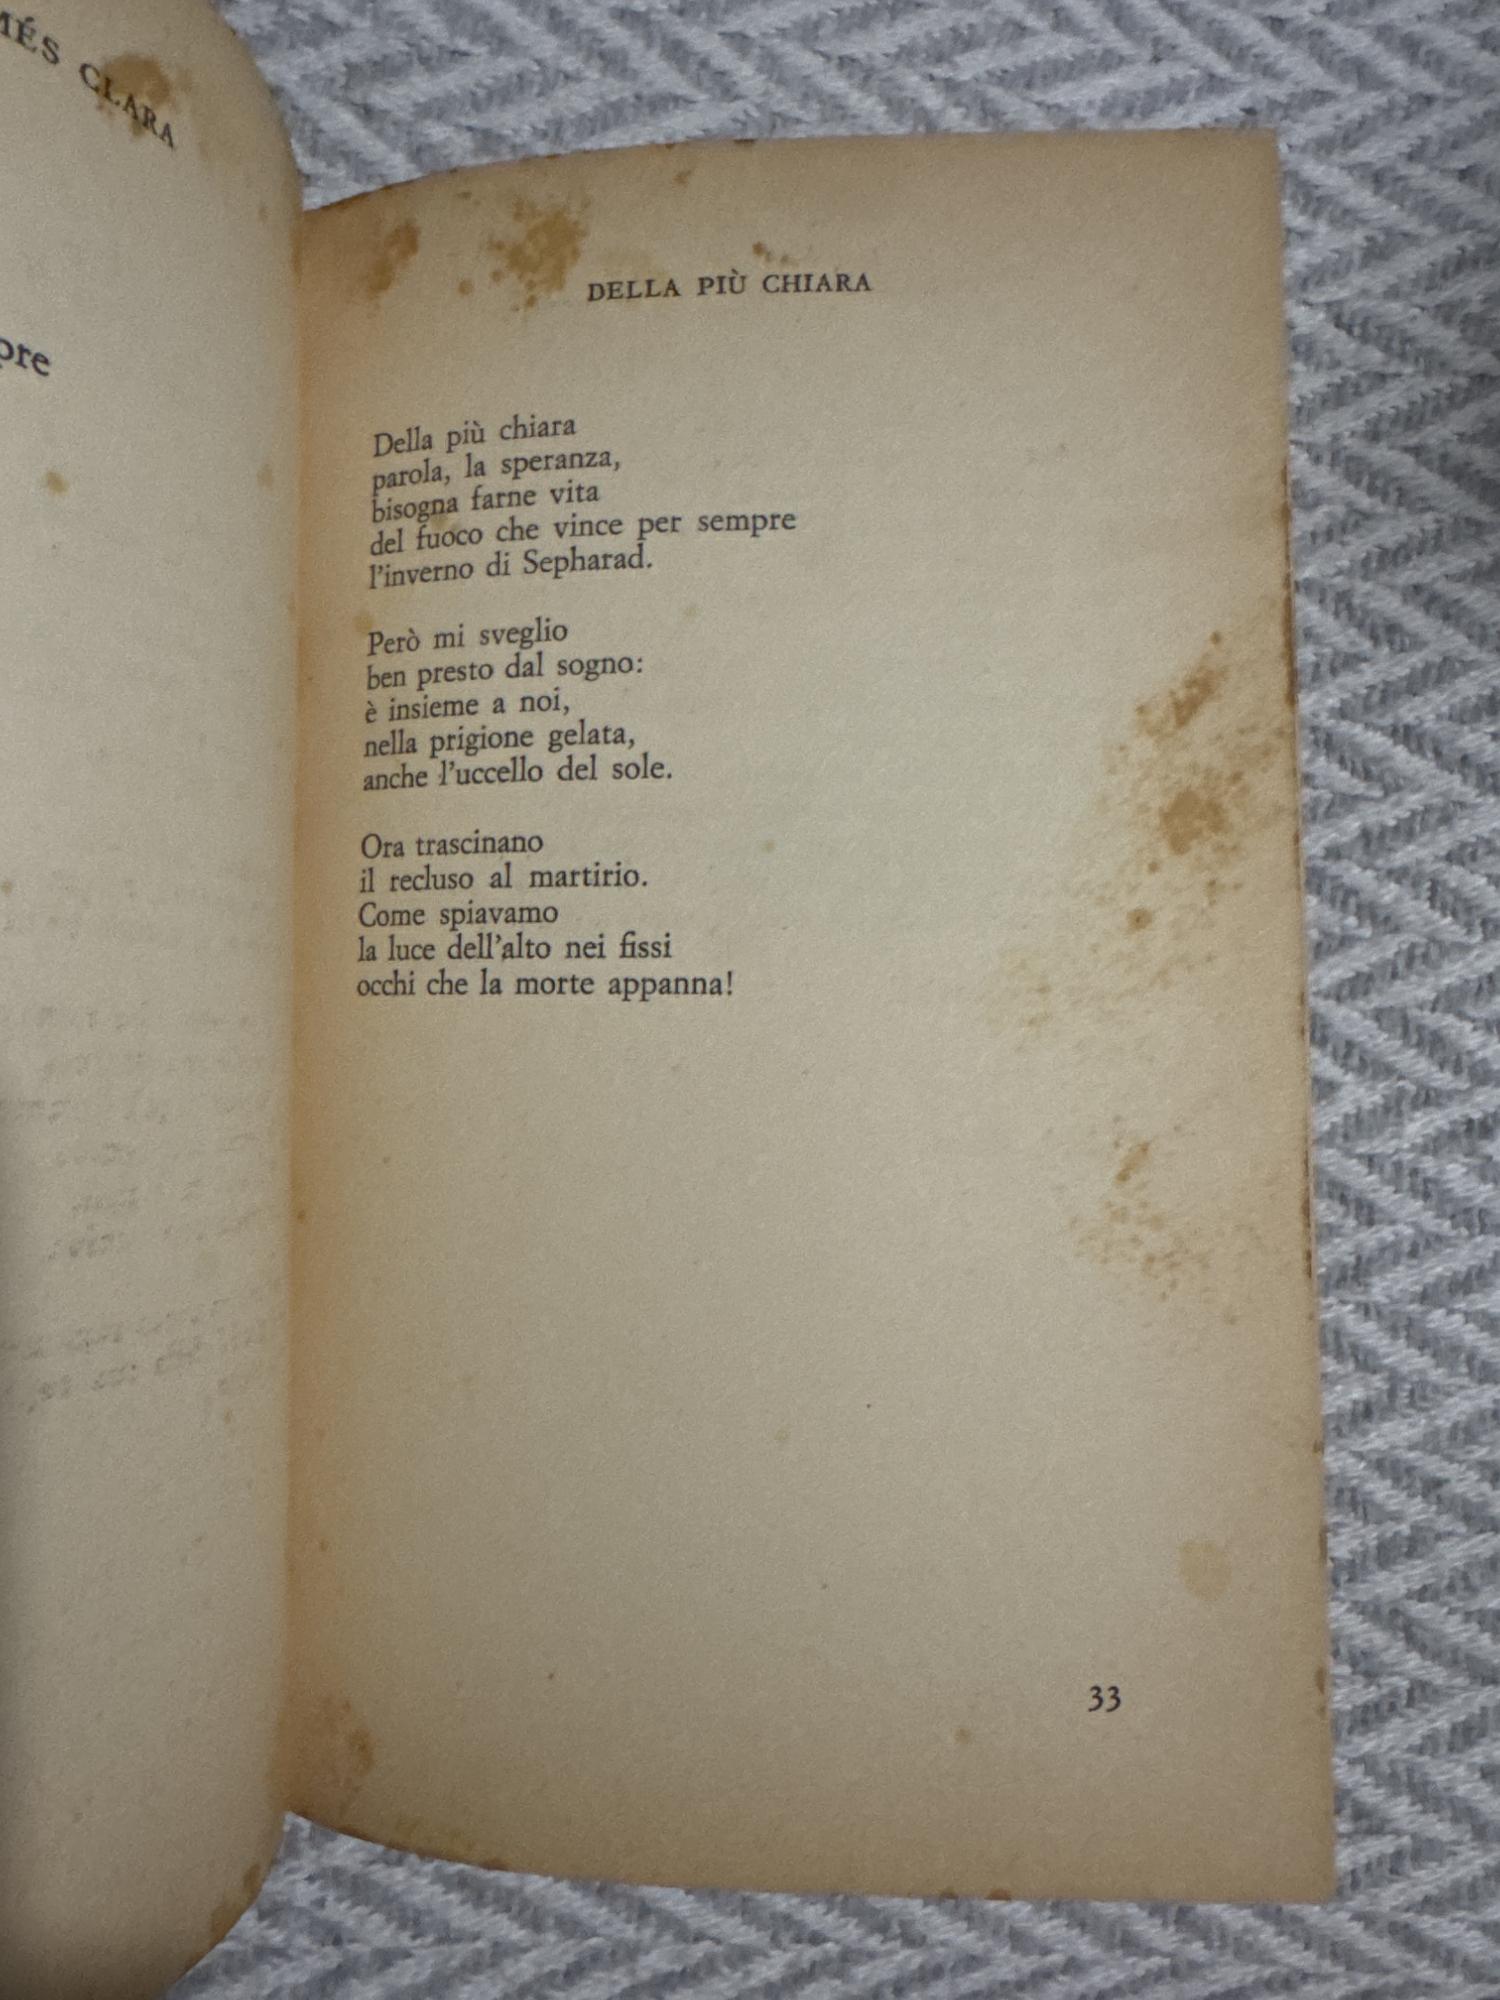 MÉS CLARA
DELLA PIÙ CHIARA
Della più chiara
parola, la speranza,
bisogna farne vita
del fuoco che vince per sempre
l'inverno di Sepharad.
Però mi sveglio
ben presto dal sogno:
è insieme a noi,
nella prigione gelata,
anche l'uccello del sole.
Ora trascinano
il recluso al martirio.
Come spiavamo
la luce dell'alto nei fissi
occhi che la morte appanna!
33